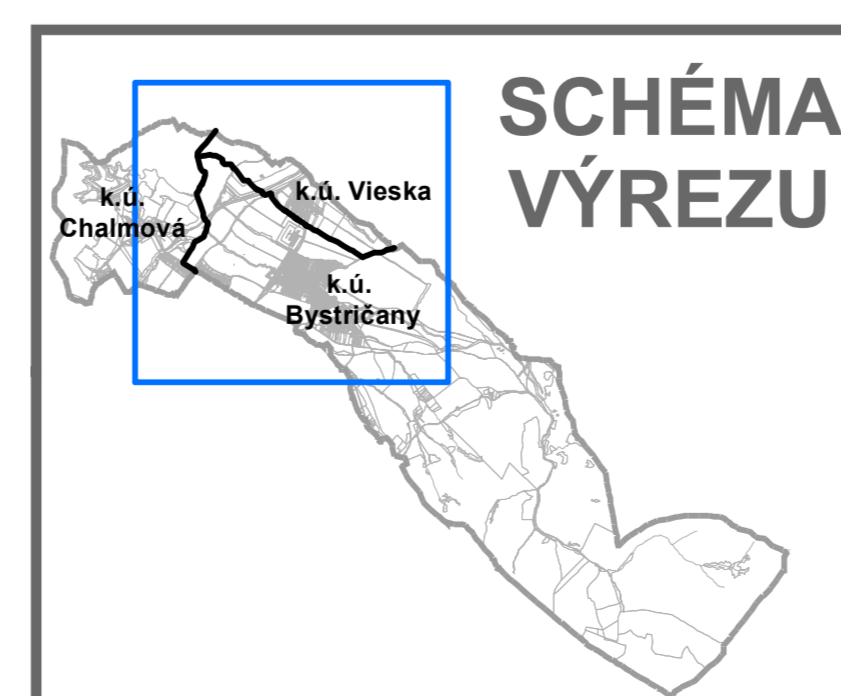 SCHÉMA
VÝREZU
k.ú.
Chalmová
k.ú. Vieska
k.ú.
Bystričany